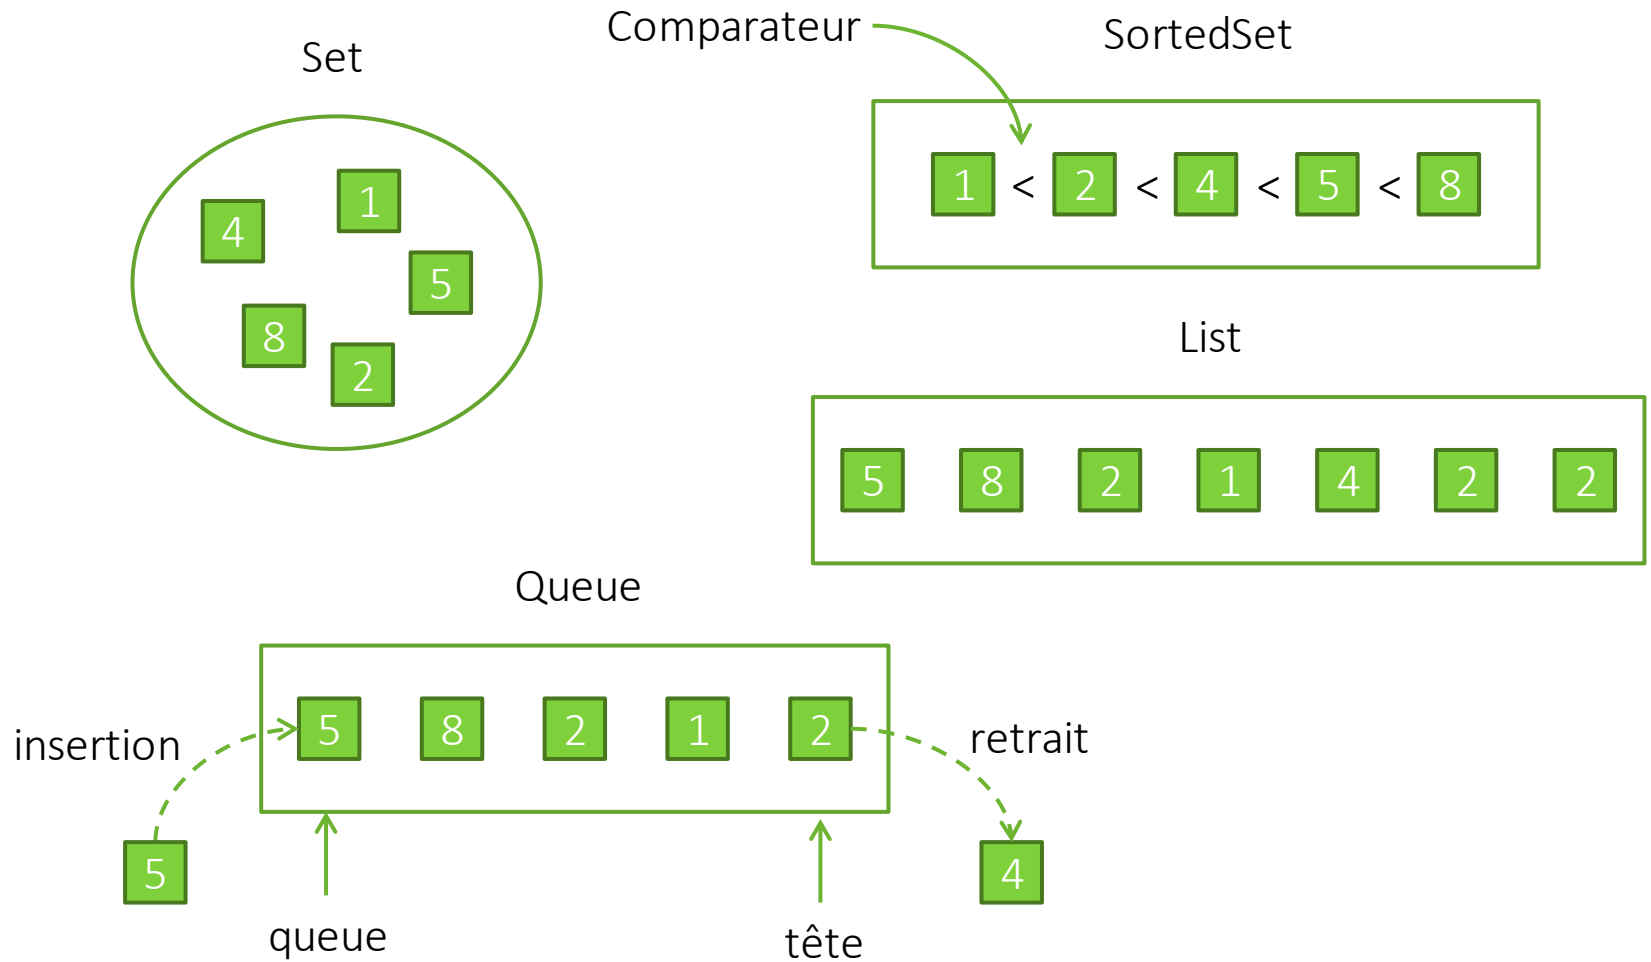 Set
4
1
5
8
2
Comparateur
SortedSet
1 < 2 < 4 < 5 < 8
List
5 8 2 1 4 2 2
Queue
5 8 2 1 2
insertion
retrait
5
4
queue
tête